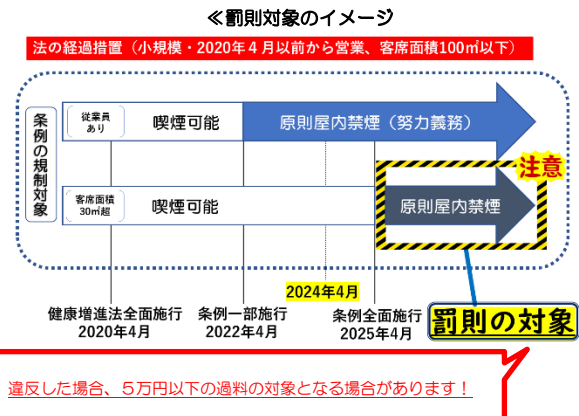 ≪罰則対象のイメージ
法の経過措置（小規模・2020年４月以前から営業、客席面積100㎡以下）
条例の規制対象
従業員
あり
喫煙可能
原則屋内禁煙（努力義務）
注意
客席面積
30㎡超
喫煙可能
原則屋内禁煙
2024年4月
健康増進法全面施行
2020年4月
条例一部施行
2022年4月
条例全面施行
2025年4月
罰則の対象
違反した場合、５万円以下の過料の対象となる場合があります！